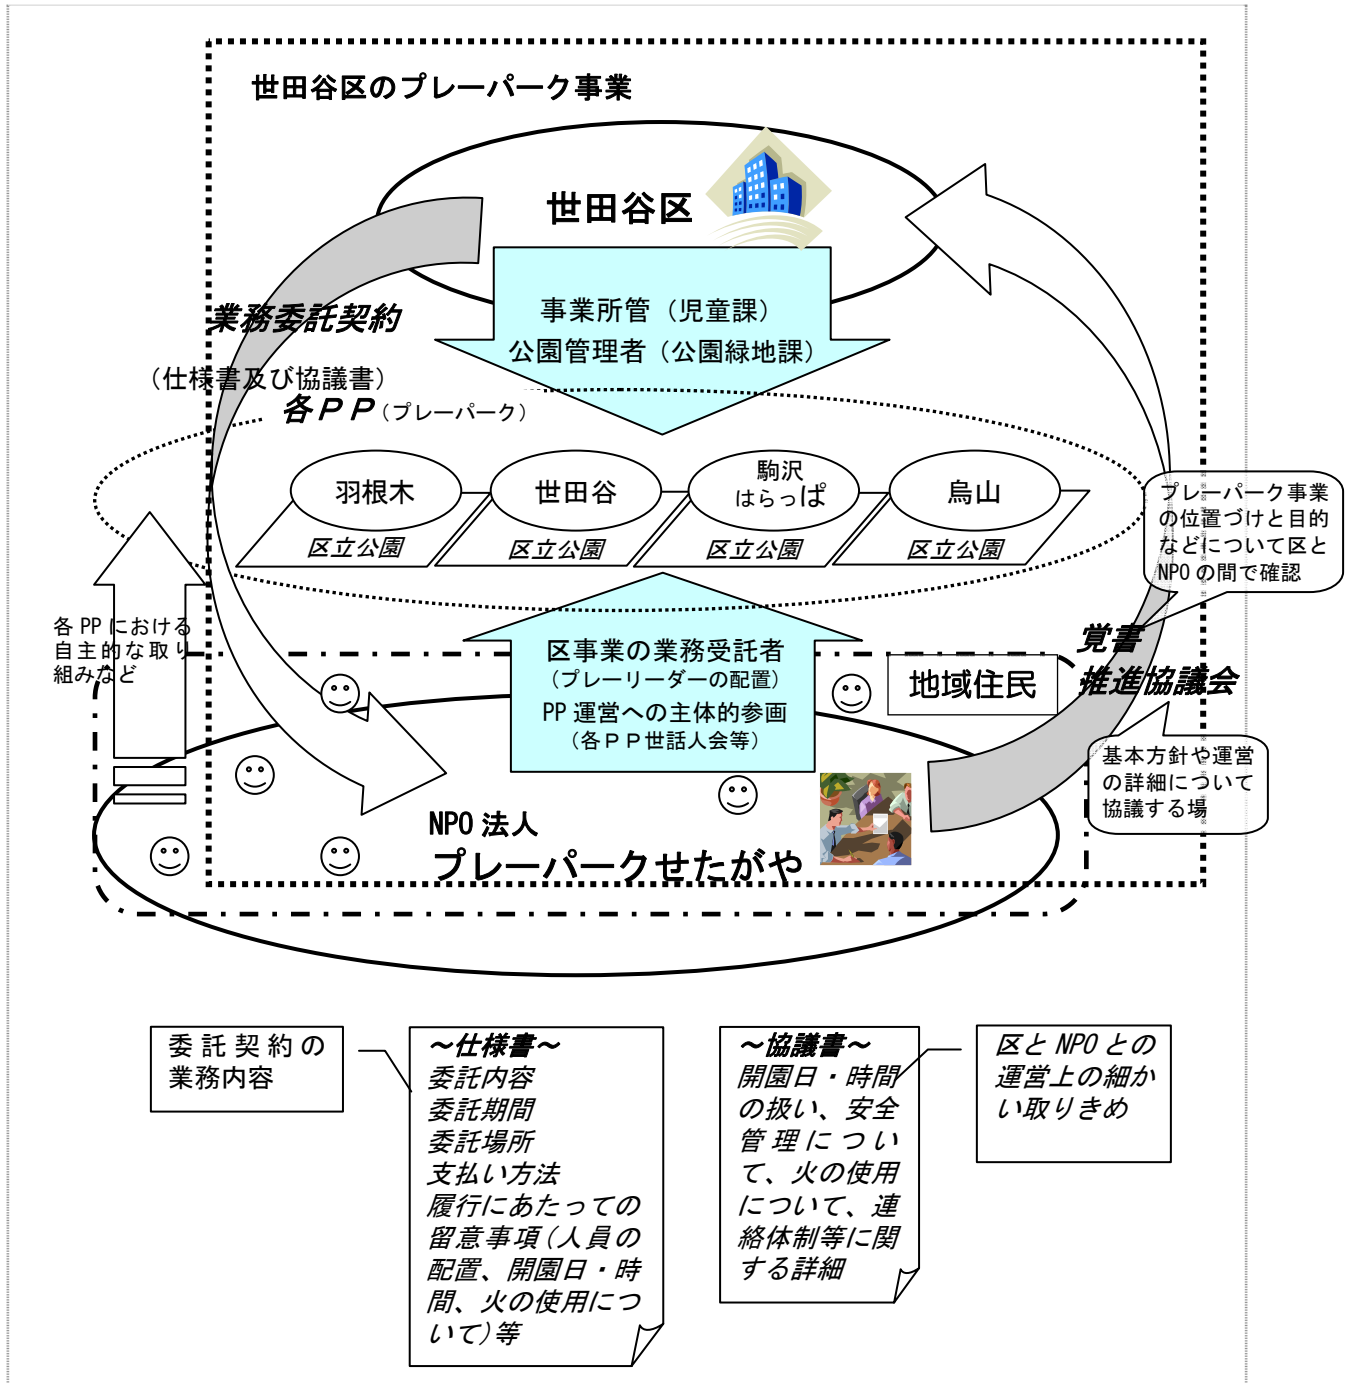 世田谷区のプレーパーク事業
世田谷区
事業所管（児童課）
公園管理者（公園緑地課）
業務委託契約
（仕様書及び協議書）
各ＰＰ（プレーパーク）
羽根木
世田谷
駒沢
はらっぱ
烏山
区立公園
区立公園
区立公園
区立公園
プレーパーク事業
の位置づけと目的
などについて区と
NPOの間で確認
各PPにおける
自主的な取り
組みなど
区事業の業務受託者
（プレーリーダーの配置）
PP運営への主体的参画
（各ＰＰ世話人会等）
地域住民
覚書
推進協議会
基本方針や運営
の詳細について
協議する場
NPO法人
プレーパークせたがや
委託契約の
業務内容
～仕様書～
委託内容
委託期間
委託場所
支払い方法
履行にあたっての
留意事項（人員の
配置、開園日・時
間、火の使用につ
いて）等
～協議書～
開園日・時間
の扱い、安全
管理につい
て、火の使用
について、連
絡体制等に関
する詳細
区とNPOとの
運営上の細か
い取りきめ